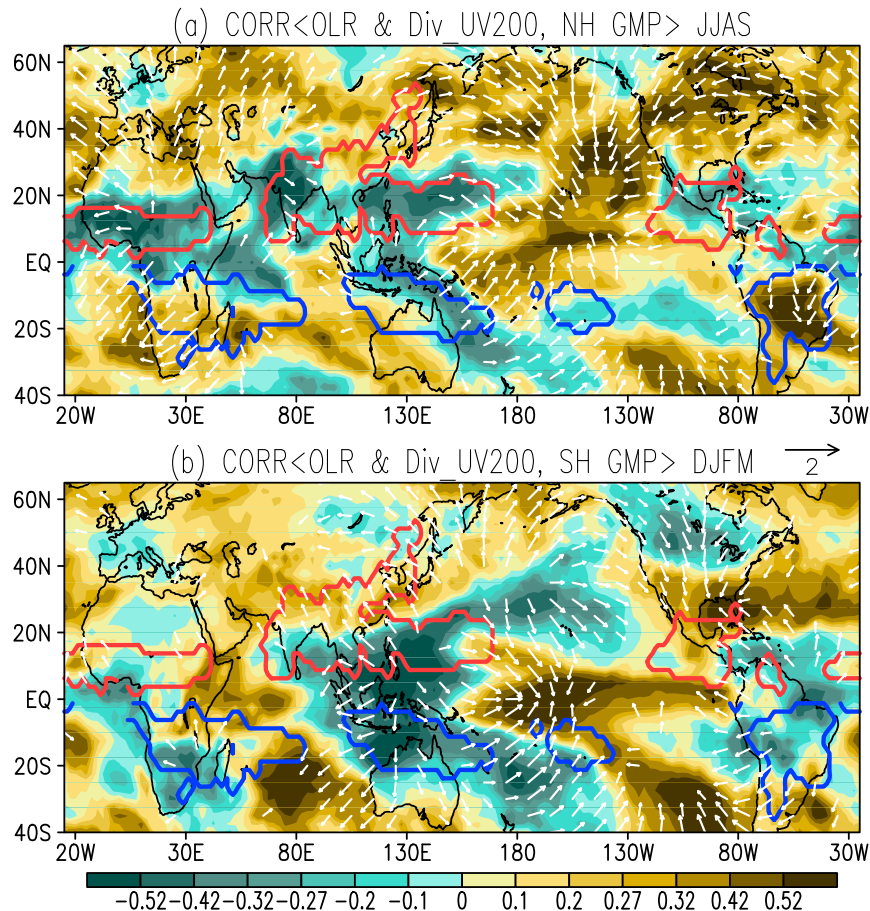 (a) CORR<OLR & Div_UV200, NH GMP> JJAS
60N
40N
20N
EQ
20S
40S
20W 30E 80E 130E 180 130W 80W 30W
(b) CORR<OLR & Div_UV200, SH GMP> DJFM
2
60N
40N
20N
EQ
20S
40S
20W 30E 80E 130E 180 130W 80W 30W
-0.52 -0.42 -0.32 -0.27 -0.2 -0.1 0 0.1 0.2 0.27 0.32 0.42 0.52